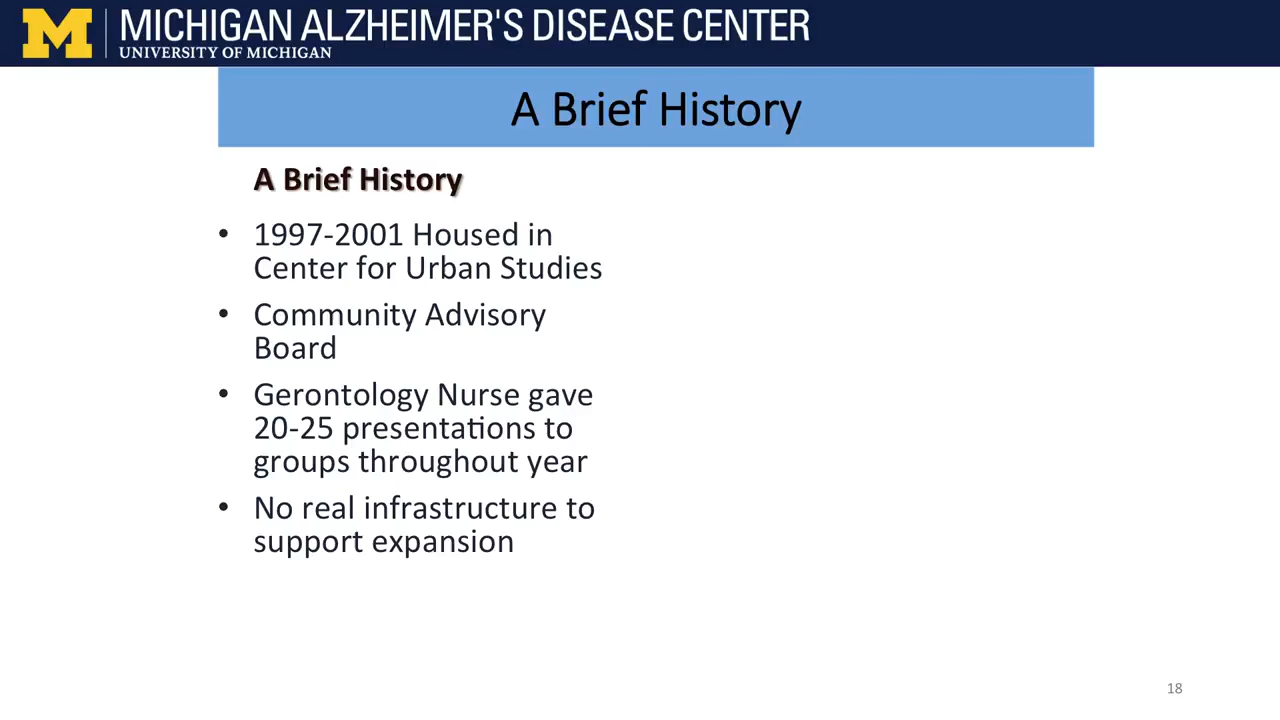 MICHIGAN ALZHEIMER'S DISEASE CENTER
UNIVERSITY OF MICHIGAN
A Brief History
A Brief History
• 1997-2001 Housed in
Center for Urban Studies
• Community Advisory
Board
• Gerontology Nurse gave
20-25 presentations to
groups throughout year
• No real infrastructure to
support expansion
18